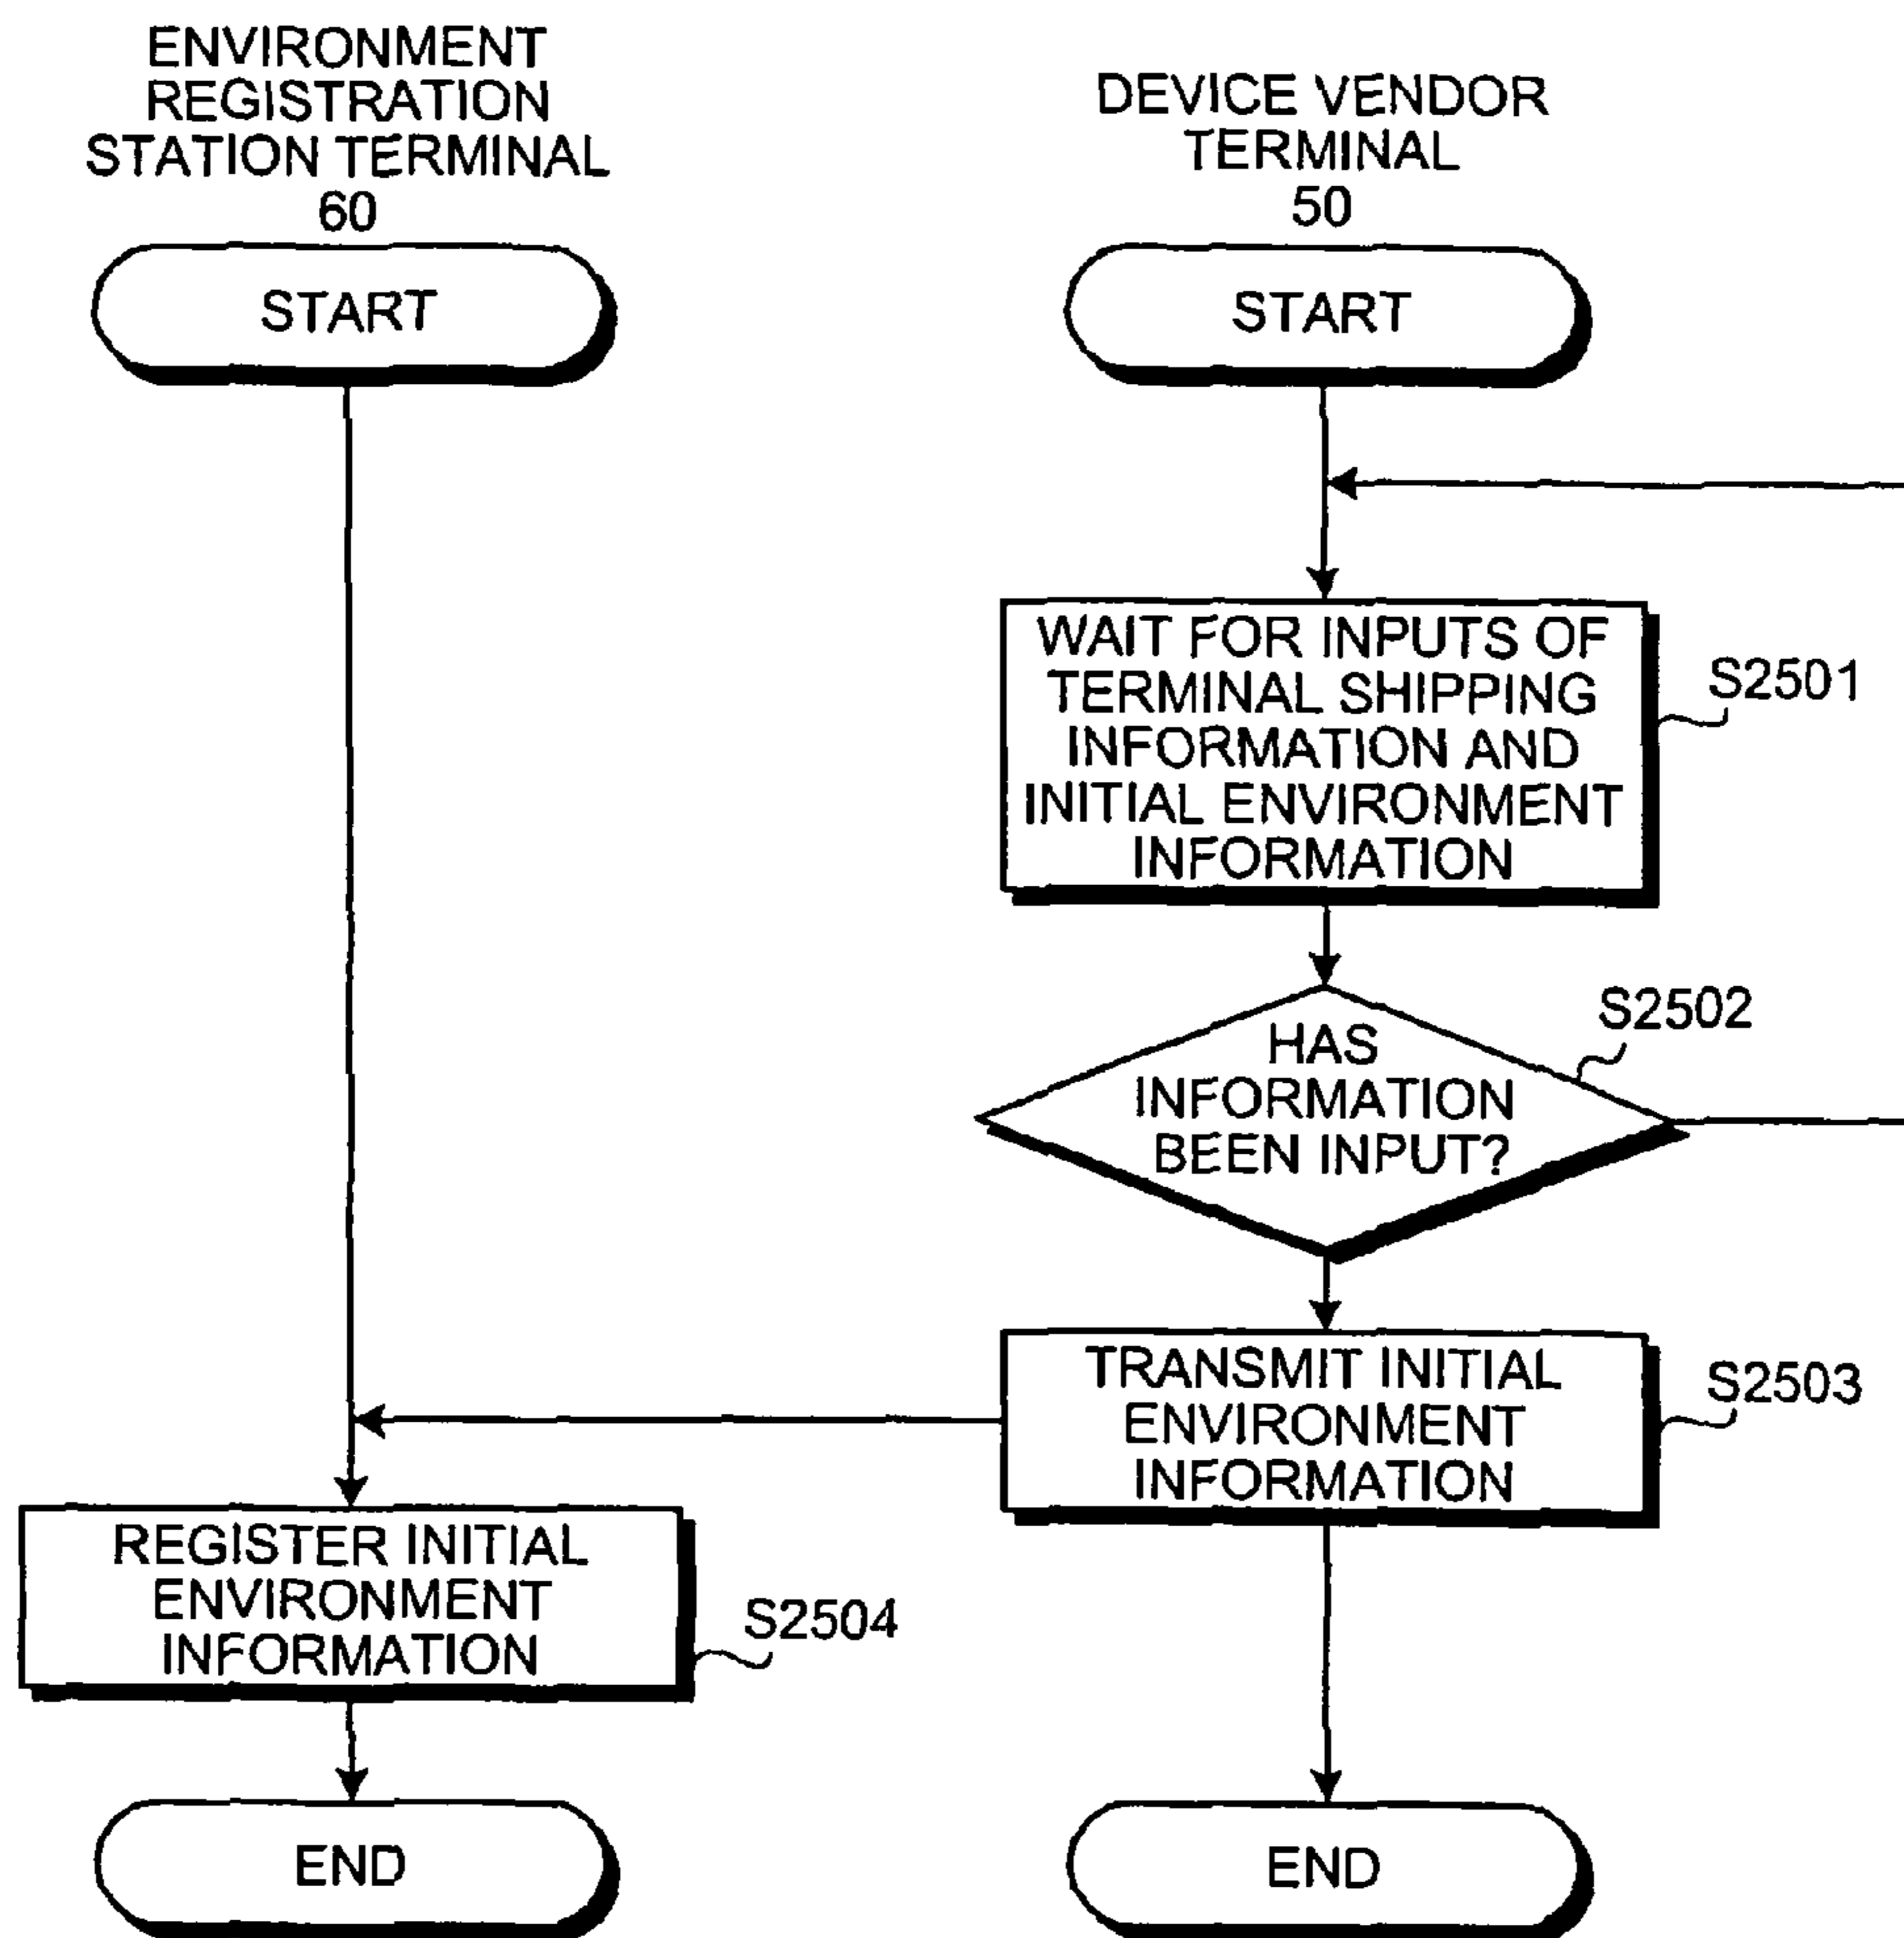 ENVIRONMENT
REGISTRATION
STATION TERMINAL
60
START
DEVICE VENDOR
TERMINAL
50
START
WAIT FOR INPUTS OF
TERMINAL SHIPPING
INFORMATION AND
INITIAL ENVIRONMENT
INFORMATION
S2501
HAS
INFORMATION
BEEN INPUT?
S2502
TRANSMIT INITIAL
ENVIRONMENT
INFORMATION
S2503
REGISTER INITIAL
ENVIRONMENT
INFORMATION
S2504
END
END